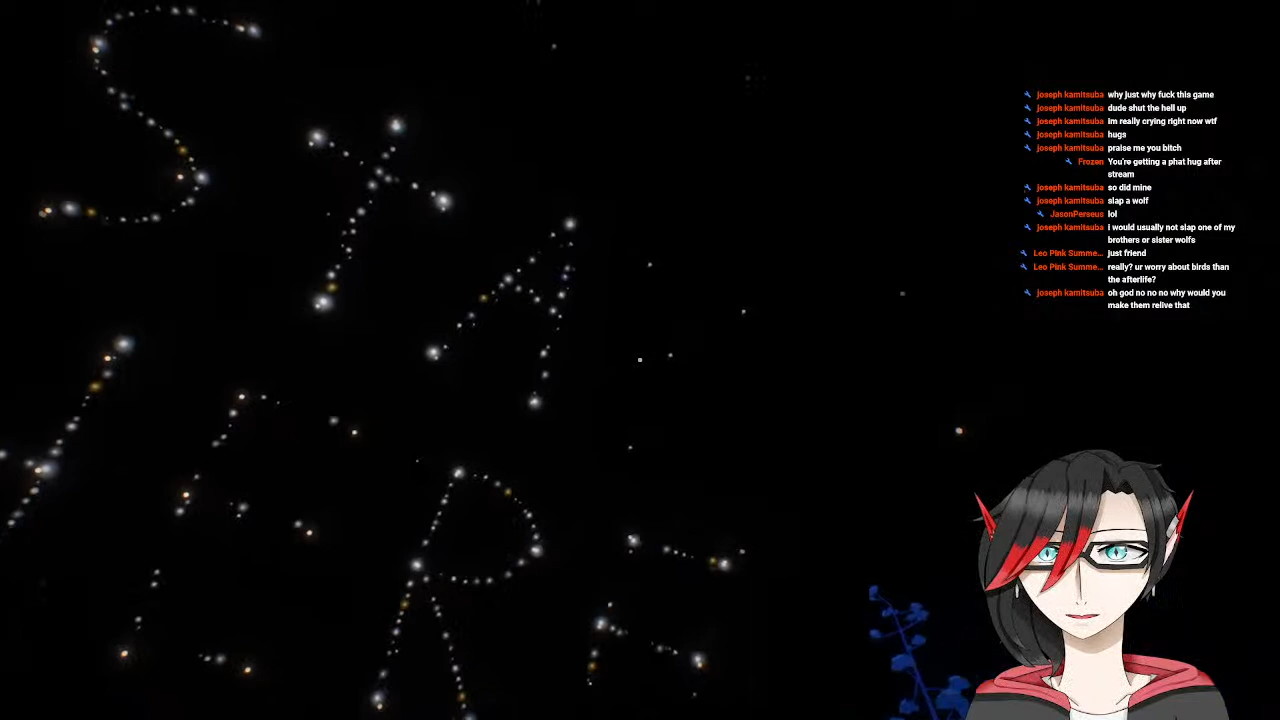 STA
HERE
joseph kamitsuba why just why fuck this game
joseph kamitsuba dude shut the hell up
joseph kamitsuba im really crying right now wtf
joseph kamitsuba hugs
joseph kamitsuba praise me you bitch
Frozen You're getting a phat hug after
stream
joseph kamitsuba so did mine
joseph kamitsuba slap a wolf
JasonPerseus lol
joseph kamitsuba i would usually not slap one of my
brothers or sister wolfs
Leo Pink Summe... just friend
Leo Pink Summe... really? ur worry about birds than
the afterlife?
joseph kamitsuba oh god no no no why would you
make them relive that